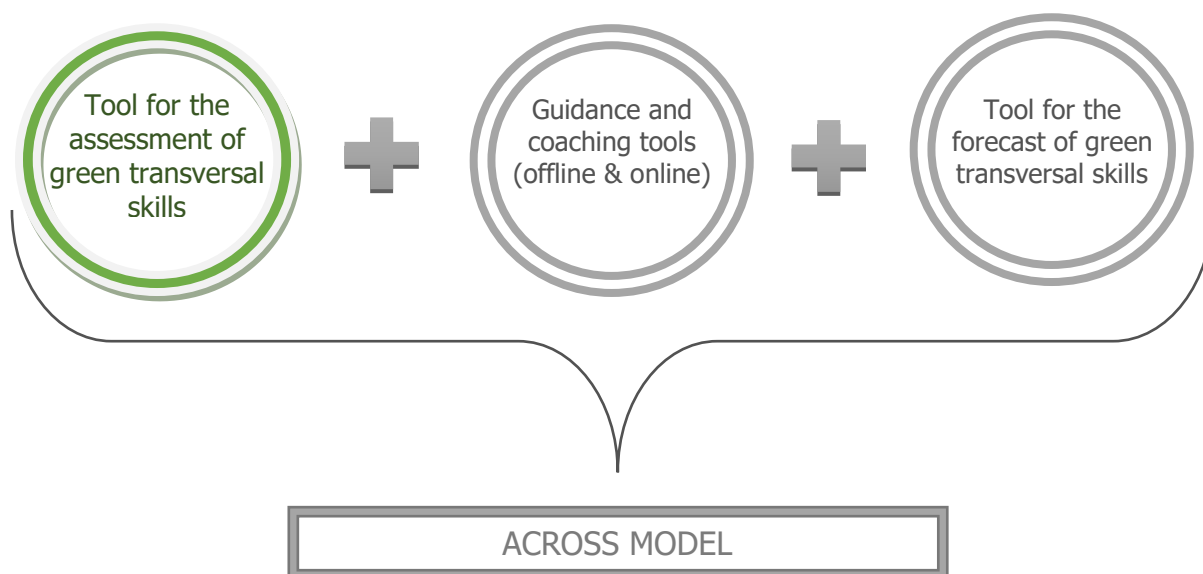 Tool for the
assessment of
green transversal
skills
Guidance and
coaching tools
(offline & online)
Tool for the
forecast of green
transversal skills
ACROSS MODEL